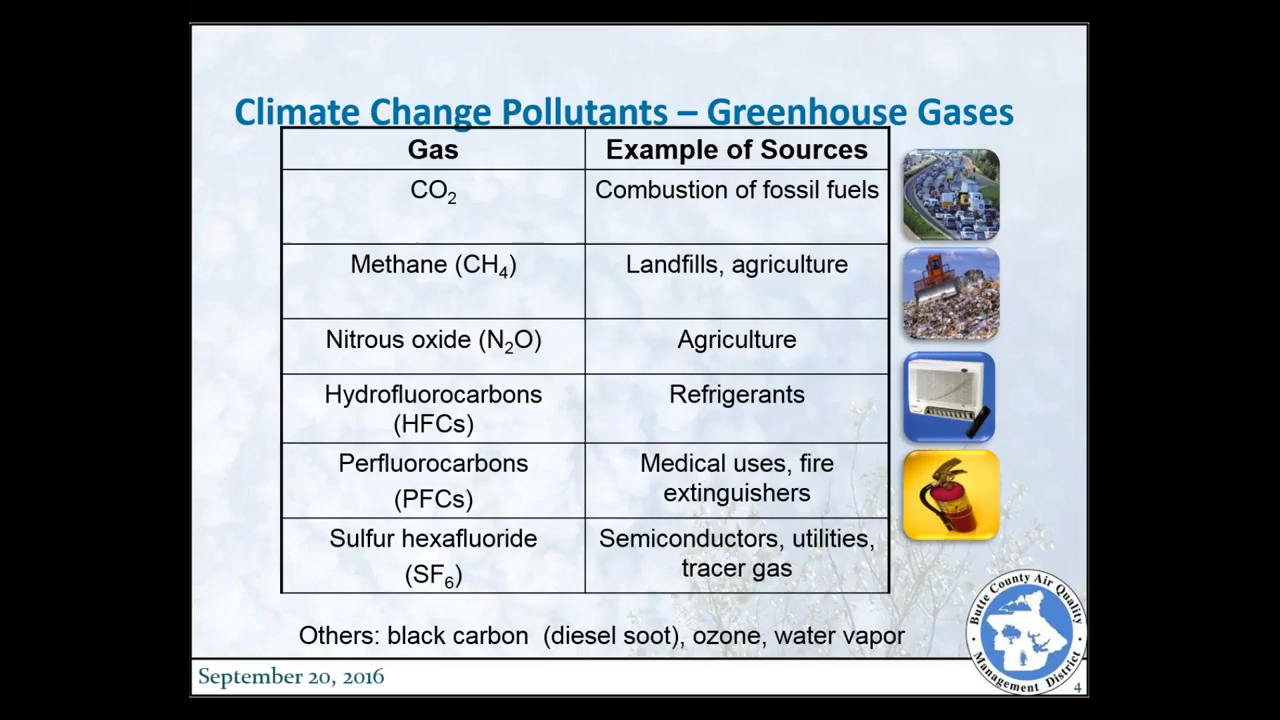 Climate Change Pollutants – Greenhouse Gases
Gas Example of Sources
CO₂ Combustion of fossil fuels
Methane (CH₄) Landfills, agriculture
Nitrous oxide (N₂O) Agriculture
Hydrofluorocarbons
(HFCs)
Refrigerants
Perfluorocarbons
(PFCs)
Medical uses, fire
extinguishers
Sulfur hexafluoride
(SF₆)
Semiconductors, utilities,
tracer gas
Others: black carbon  (diesel soot), ozone, water vapor
Butte County Air Quality
Management District
September 20, 2016
4